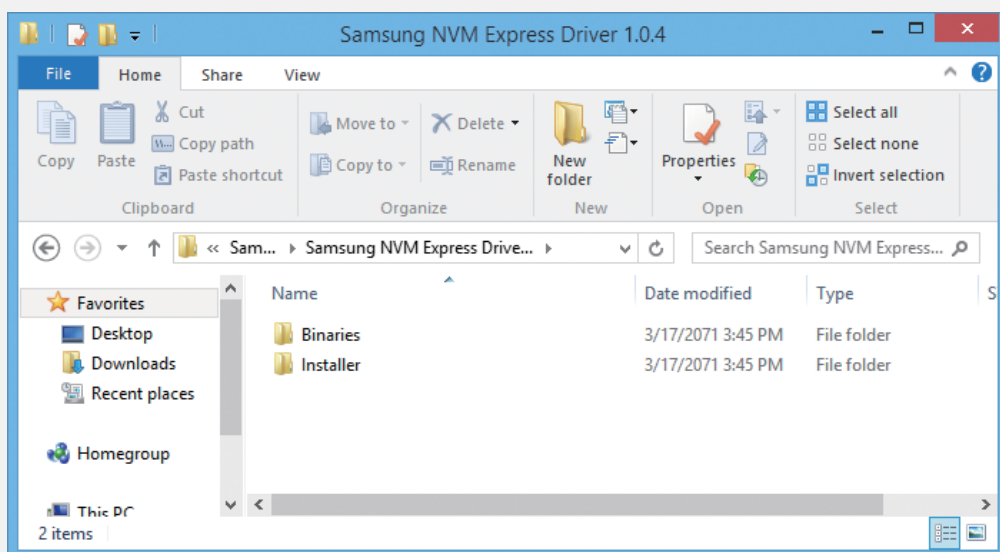 Samsung NVM Express Driver 1.0.4
File Home Share View
Copy
Paste
Cut
Copy path
Paste shortcut
Clipboard
Move to
Copy to
Delete
Rename
Organize
New folder
New
Properties
Open
Select all
Select none
Invert selection
Select
« Sam... Samsung NVM Express Drive...
Search Samsung NVM Express...
Favorites
Desktop
Downloads
Recent places
Homegroup
This PC
Name Date modified Type S
Binaries 3/17/2071 3:45 PM File folder
Installer 3/17/2071 3:45 PM File folder
2 items